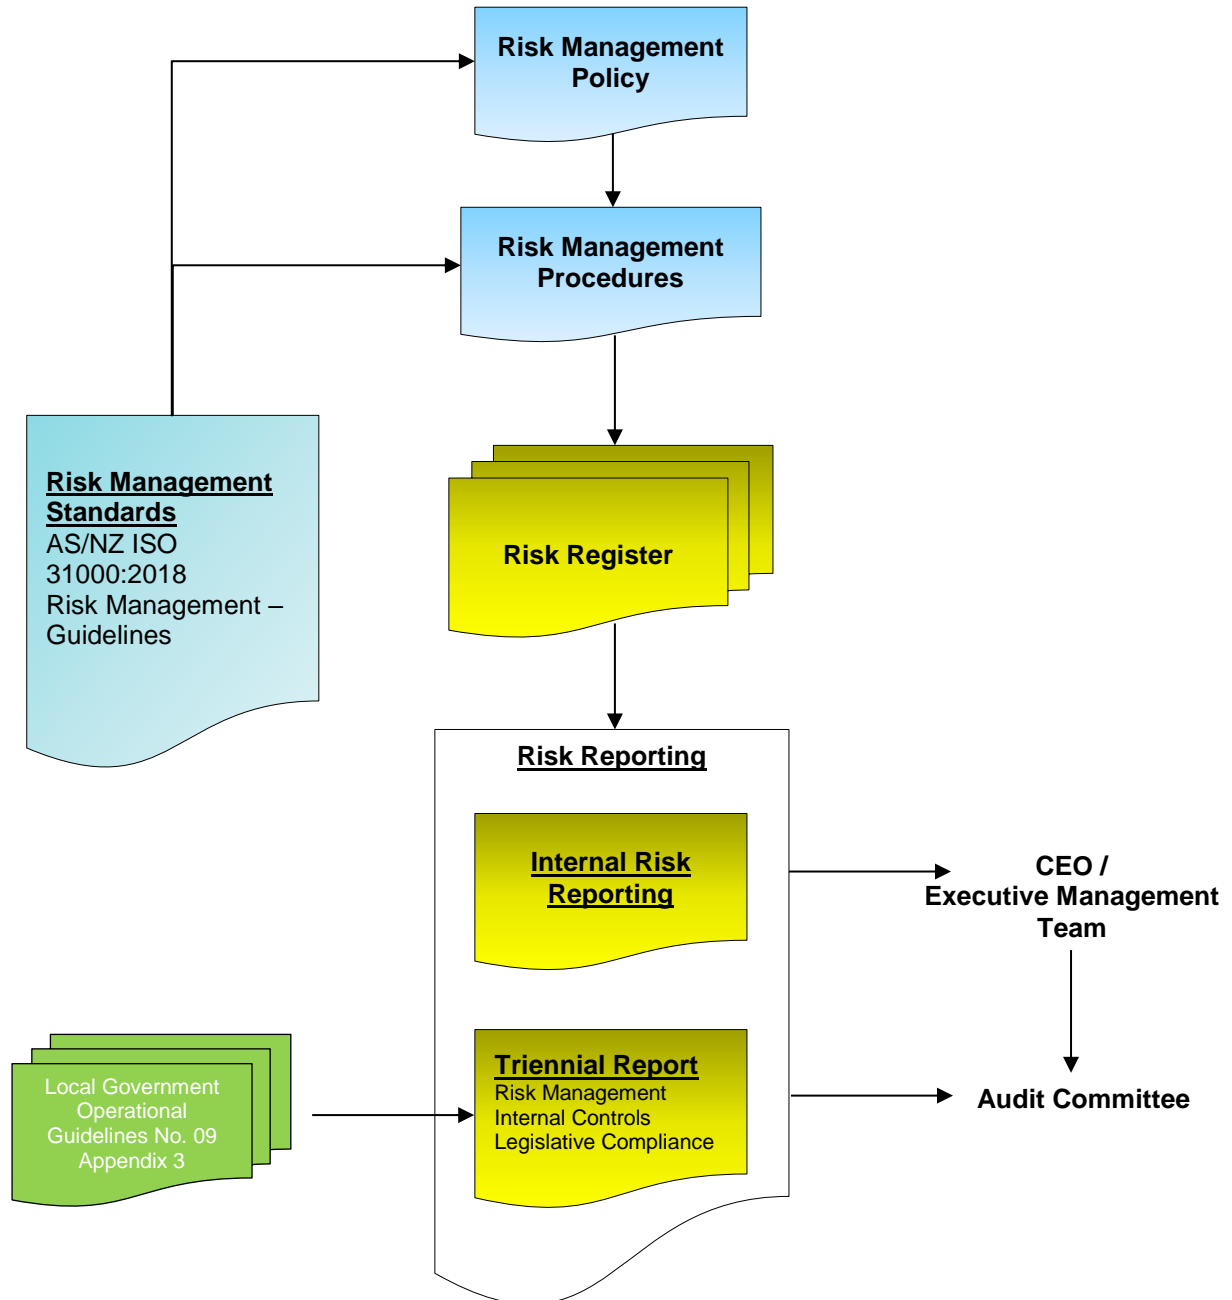 Risk Management
Policy
Risk Management
Procedures
Risk Management
Standards
AS/NZ ISO
31000:2018
Risk Management –
Guidelines
Risk Register
Risk Reporting
Internal Risk
Reporting
CEO /
Executive Management
Team
Local Government
Operational
Guidelines No. 09
Appendix 3
Triennial Report
Risk Management
Internal Controls
Legislative Compliance
Audit Committee